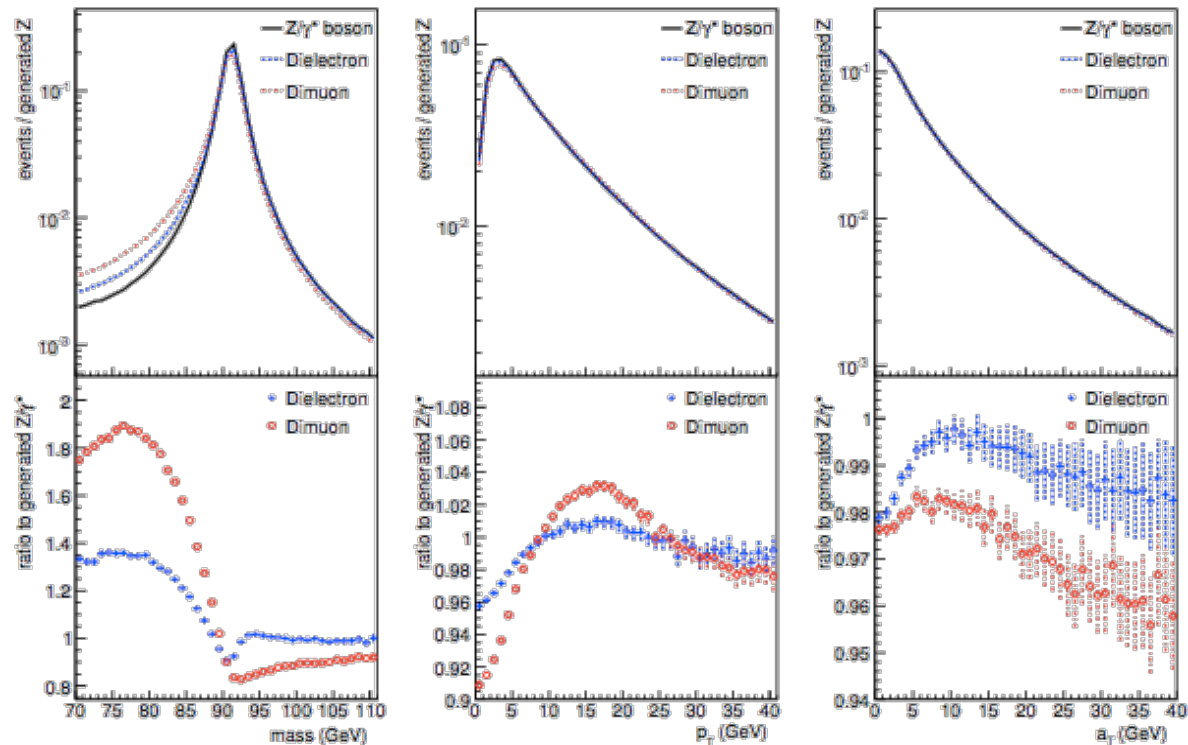 events / generated Z
10⁻¹
10⁻²
10⁻³
Z/γ* boson
Dielectron
Dimuon
events / generated Z
10⁻²
Z/γ* boson
Dielectron
Dimuon
events / generated Z
10⁻¹
10⁻²
10⁻³
Z/γ* boson
Dielectron
Dimuon
ratio to generated Z/γ*
2
1.8
1.6
1.4
1.2
1
0.8
Dielectron
Dimuon
70 75 80 85 90 95 100 105 110
mass (GeV)
ratio to generated Z/γ*
1.08
1.06
1.04
1.02
1
0.98
0.96
0.94
0.92
0.9
Dielectron
Dimuon
0 5 10 15 20 25 30 35 40
p_T (GeV)
ratio to generated Z/γ*
1
0.99
0.98
0.97
0.96
0.95
0.94
Dielectron
Dimuon
0 5 10 15 20 25 30 35 40
a_T (GeV)